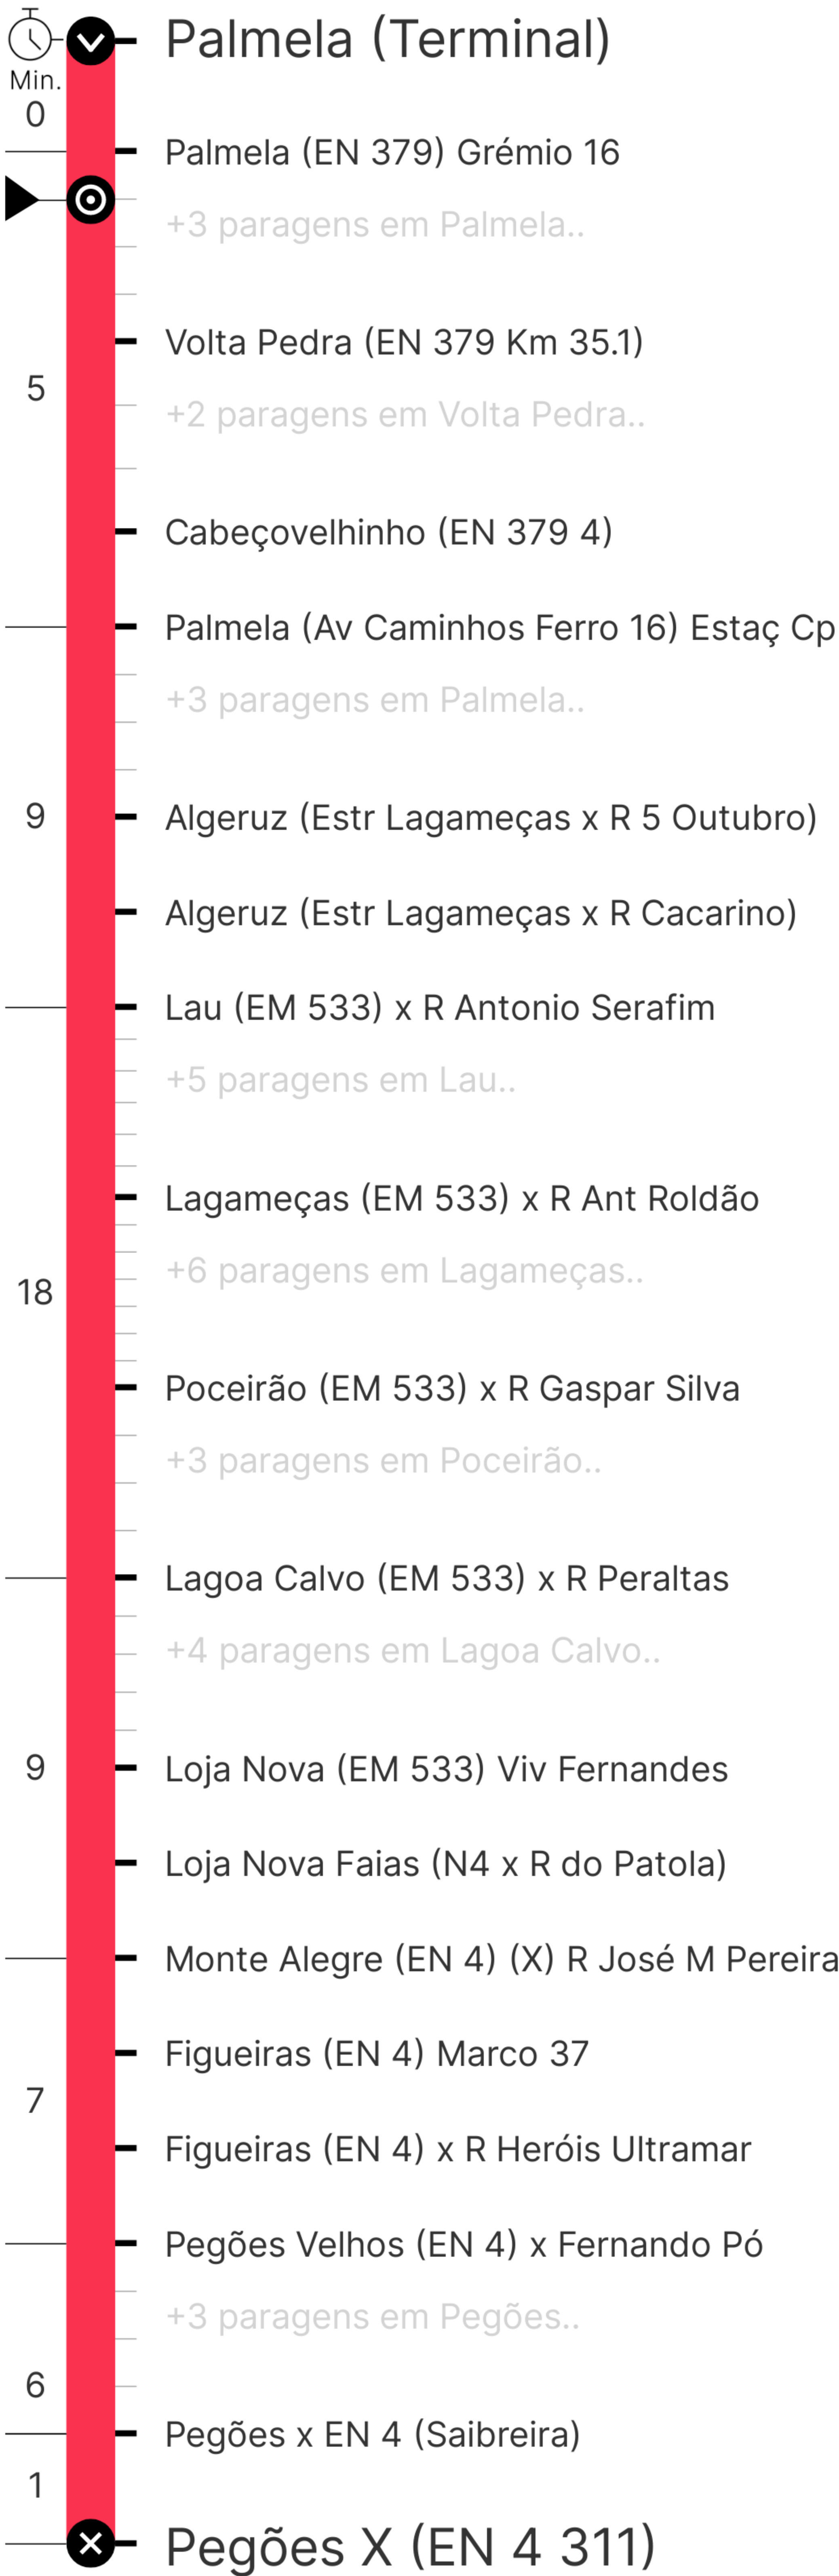 Palmela (Terminal)
Min.
0
Palmela (EN 379) Grémio 16
+3 paragens em Palmela..
Volta Pedra (EN 379 Km 35.1)
5
+2 paragens em Volta Pedra..
Cabeçovelhinho (EN 379 4)
Palmela (Av Caminhos Ferro 16) Estaç Cp
+3 paragens em Palmela..
9
Algeruz (Estr Lagameças x R 5 Outubro)
Algeruz (Estr Lagameças x R Cacarino)
Lau (EM 533) x R Antonio Serafim
+5 paragens em Lau..
Lagameças (EM 533) x R Ant Roldão
+6 paragens em Lagameças..
18
Poceirão (EM 533) x R Gaspar Silva
+3 paragens em Poceirão..
Lagoa Calvo (EM 533) x R Peraltas
+4 paragens em Lagoa Calvo..
9
Loja Nova (EM 533) Viv Fernandes
Loja Nova Faias (N4 x R do Patola)
Monte Alegre (EN 4) (X) R José M Pereira
Figueiras (EN 4) Marco 37
7
Figueiras (EN 4) x R Heróis Ultramar
Pegões Velhos (EN 4) x Fernando Pó
+3 paragens em Pegões..
6
Pegões x EN 4 (Saibreira)
1
Pegões X (EN 4 311)